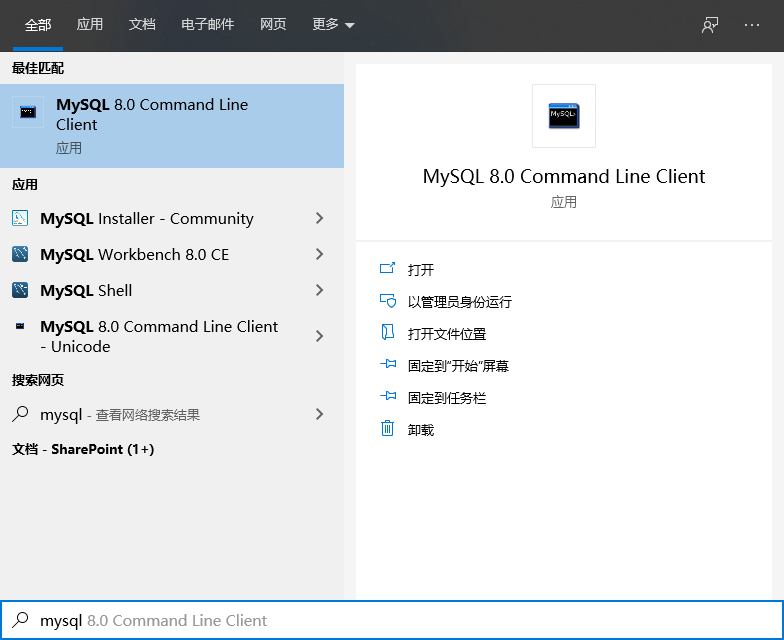 全部 应用 文档 电子邮件 网页 更多
最佳匹配
MySQL 8.0 Command Line
Client
应用
应用
MySQL Installer - Community
MySQL Workbench 8.0 CE
MySQL Shell
MySQL 8.0 Command Line Client
- Unicode
搜索网页
mysql - 查看网络搜索结果
文档 - SharePoint (1+)
MySQL>
MySQL 8.0 Command Line Client
应用
打开
以管理员身份运行
打开文件位置
固定到"开始"屏幕
固定到任务栏
卸载
mysql 8.0 Command Line Client